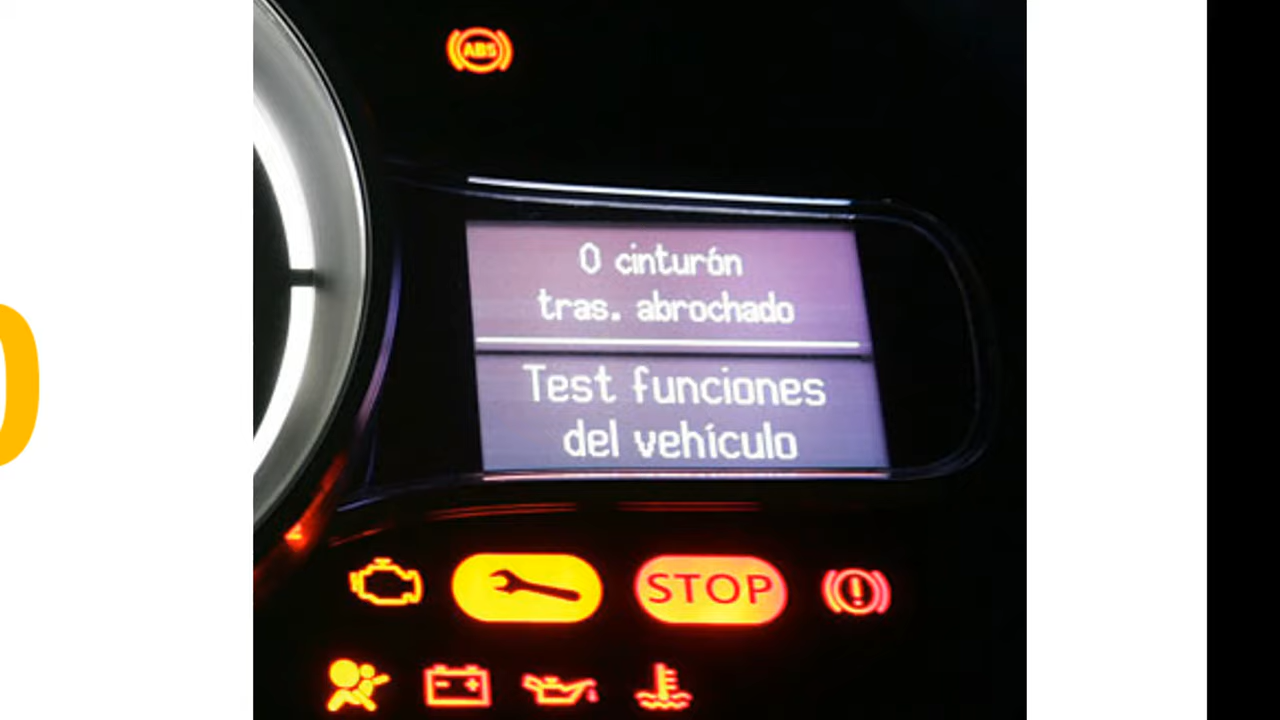 ABS
0 cinturón
tras. abrochado
Test funciones
del vehículo
STOP